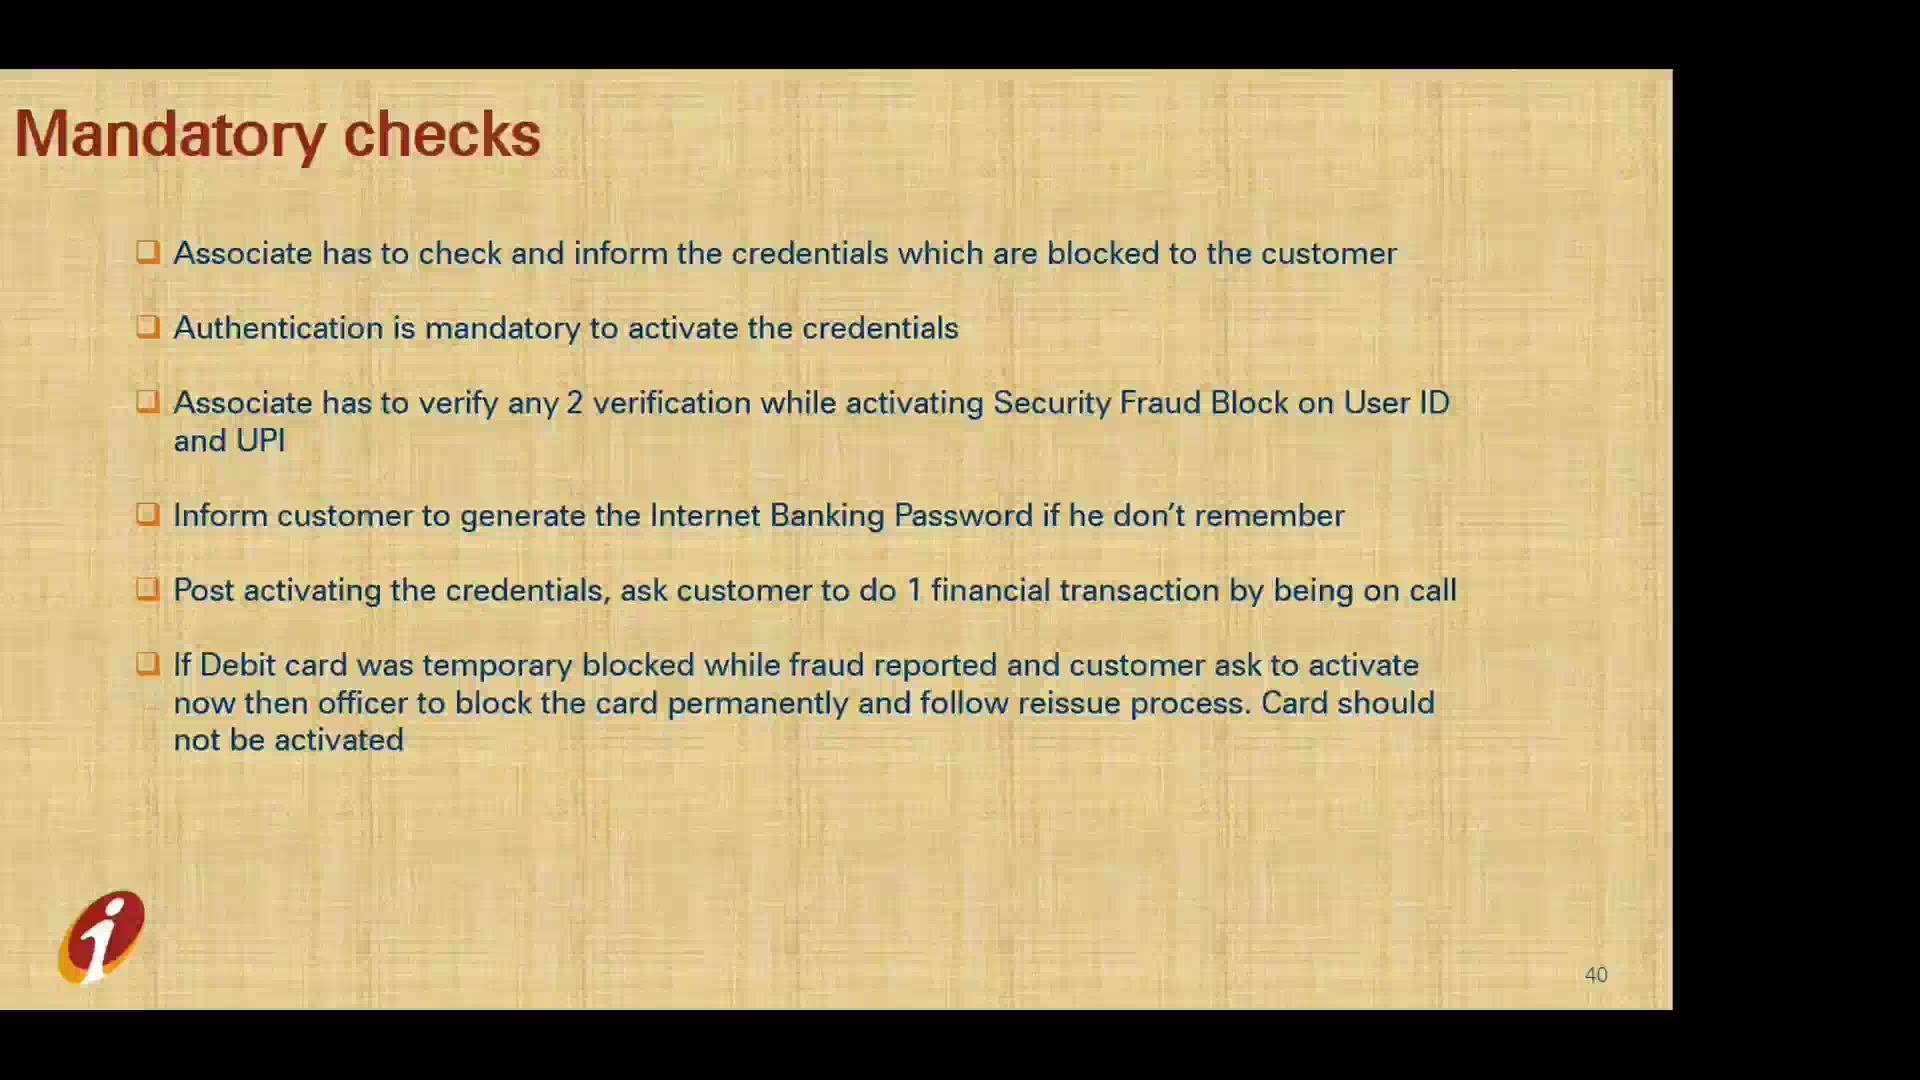 Mandatory checks
Associate has to check and inform the credentials which are blocked to the customer
Authentication is mandatory to activate the credentials
Associate has to verify any 2 verification while activating Security Fraud Block on User ID
and UPI
Inform customer to generate the Internet Banking Password if he don’t remember
Post activating the credentials, ask customer to do 1 financial transaction by being on call
If Debit card was temporary blocked while fraud reported and customer ask to activate
now then officer to block the card permanently and follow reissue process. Card should
not be activated
i
40